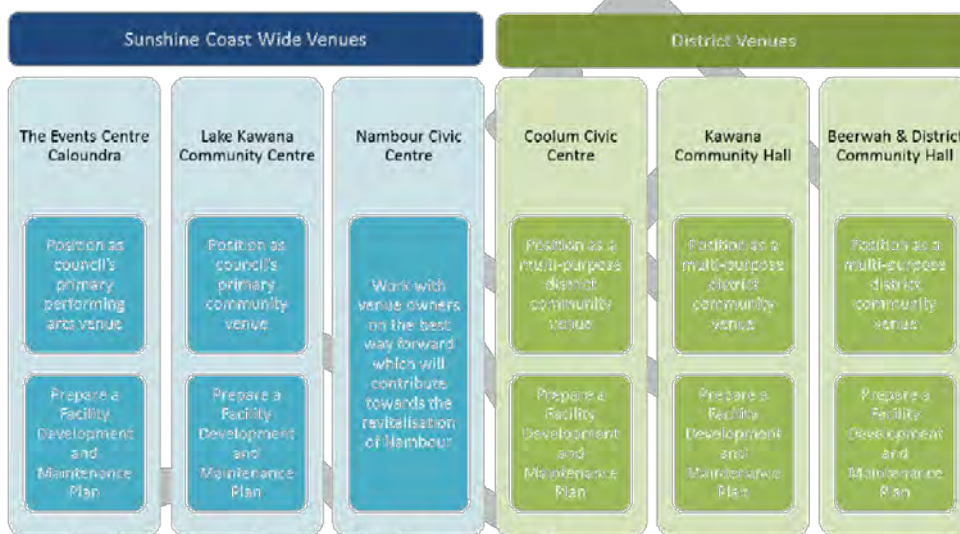 Sunshine Coast Wide Venues
District Venues
The Events Centre
Caloundra
Position as
council's
primary
performing
arts venue
Prepare a
Facility
Development
and
Maintenance
Plan
Lake Kawana
Community Centre
Position as
council's
primary
community
venue
Prepare a
Facility
Development
and
Maintenance
Plan
Nambour Civic
Centre
Work with
venue owners
on the best
way forward
which will
contribute
towards the
revitalisation
of Nambour
Coolum Civic
Centre
Position as a
multi-purpose
district
community
venue
Prepare a
Facility
Development
and
Maintenance
Plan
Kawana
Community Hall
Position as a
multi-purpose
district
community
venue
Prepare a
Facility
Development
and
Maintenance
Plan
Beerwah & District
Community Hall
Position as a
multi-purpose
district
community
venue
Prepare a
Facility
Development
and
Maintenance
Plan